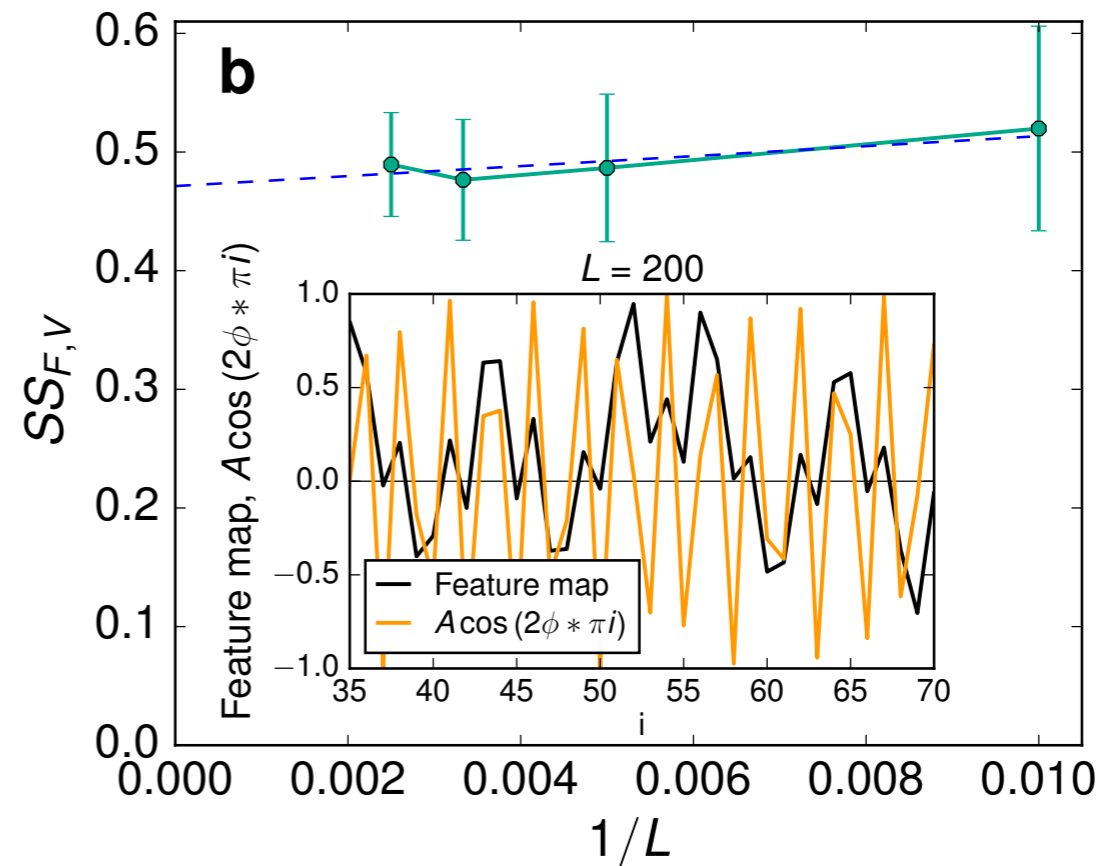 b
0.6
0.5
0.4
0.3
0.2
0.1
0.0
SS_{F,V}
0.000 0.002 0.004 0.006 0.008 0.010
1/L
L = 200
Feature map, A cos (2ϕ ∗ πi)
1.0
0.5
0.0
−0.5
−1.0
Feature map
A cos (2ϕ ∗ πi)
35 40 45 50 55 60 65 70
i